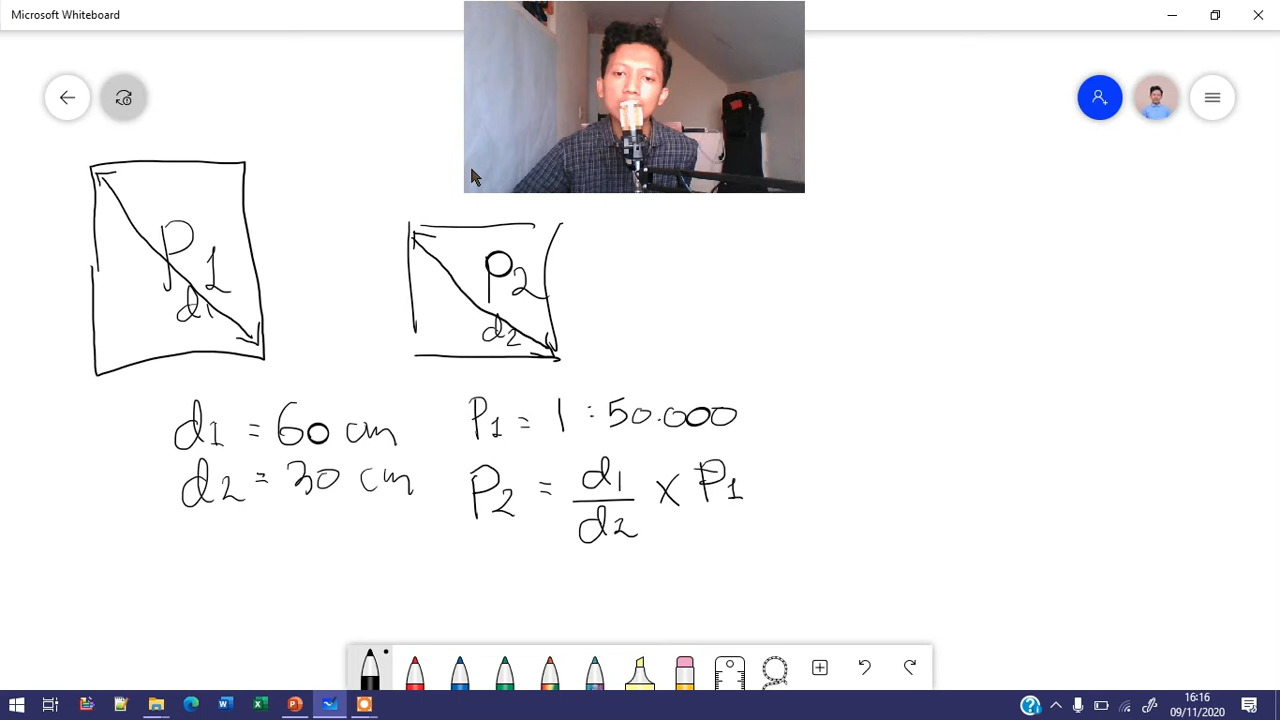 Microsoft Whiteboard
P1
d1
P2
d2
d1 = 60 cm
d2 = 30 cm
P1 = 1 : 50.000
P2 = d1/d2 x P1
16:16
09/11/2020